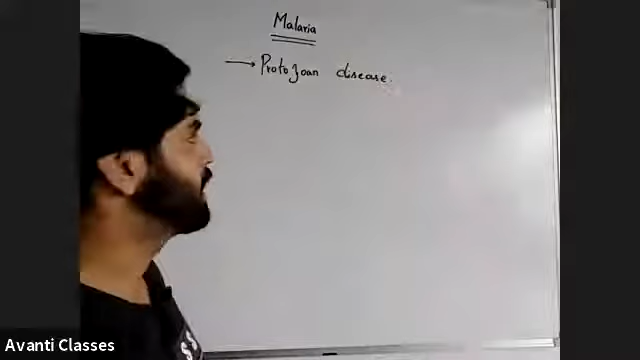 Malaria
→ Protozoan disease.
Avanti Classes